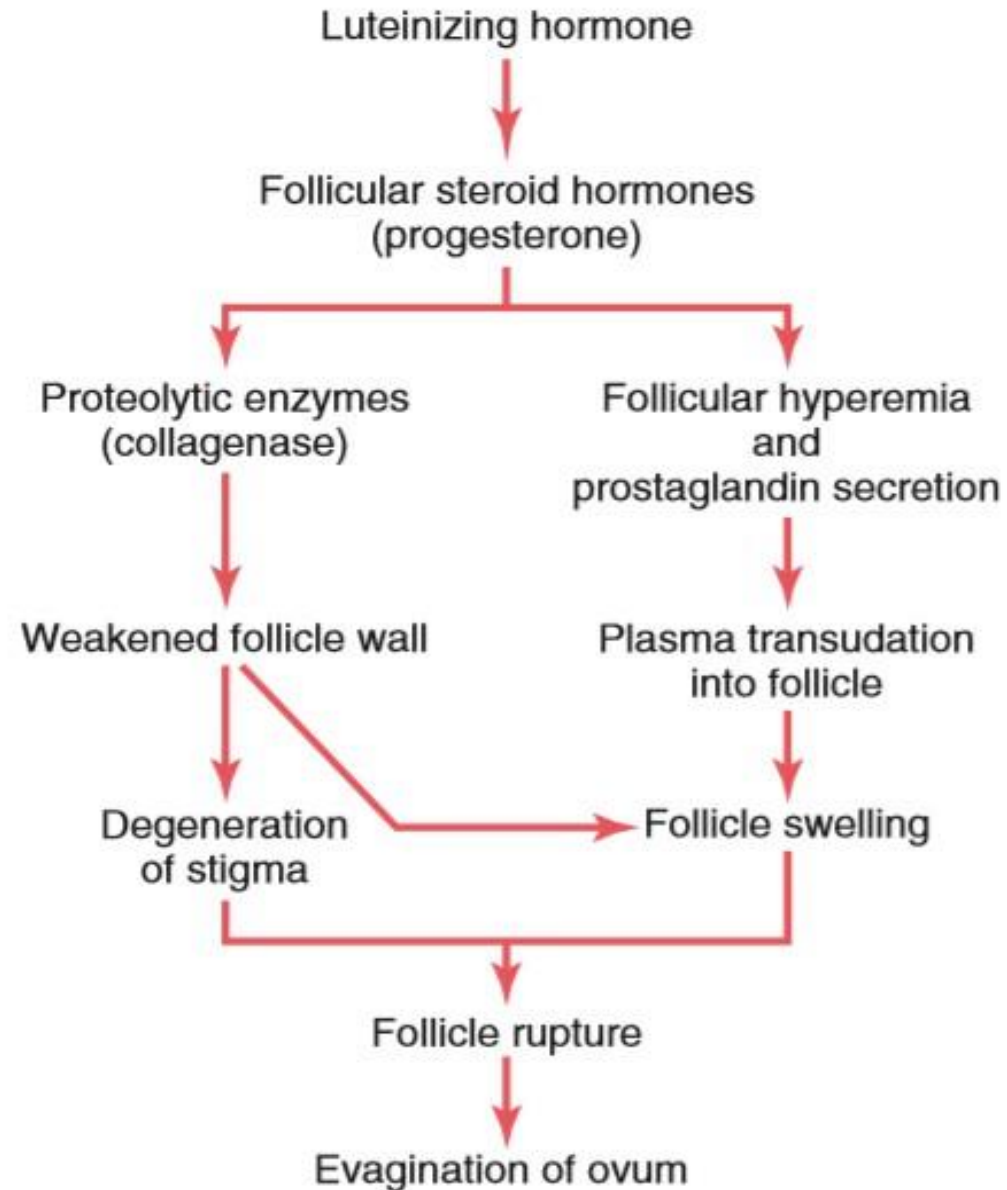 Luteinizing hormone
Follicular steroid hormones
(progesterone)
Proteolytic enzymes
(collagenase)
Follicular hyperemia
and
prostaglandin secretion
Weakened follicle wall
Plasma transudation
into follicle
Degeneration
of stigma
Follicle swelling
Follicle rupture
Evagination of ovum